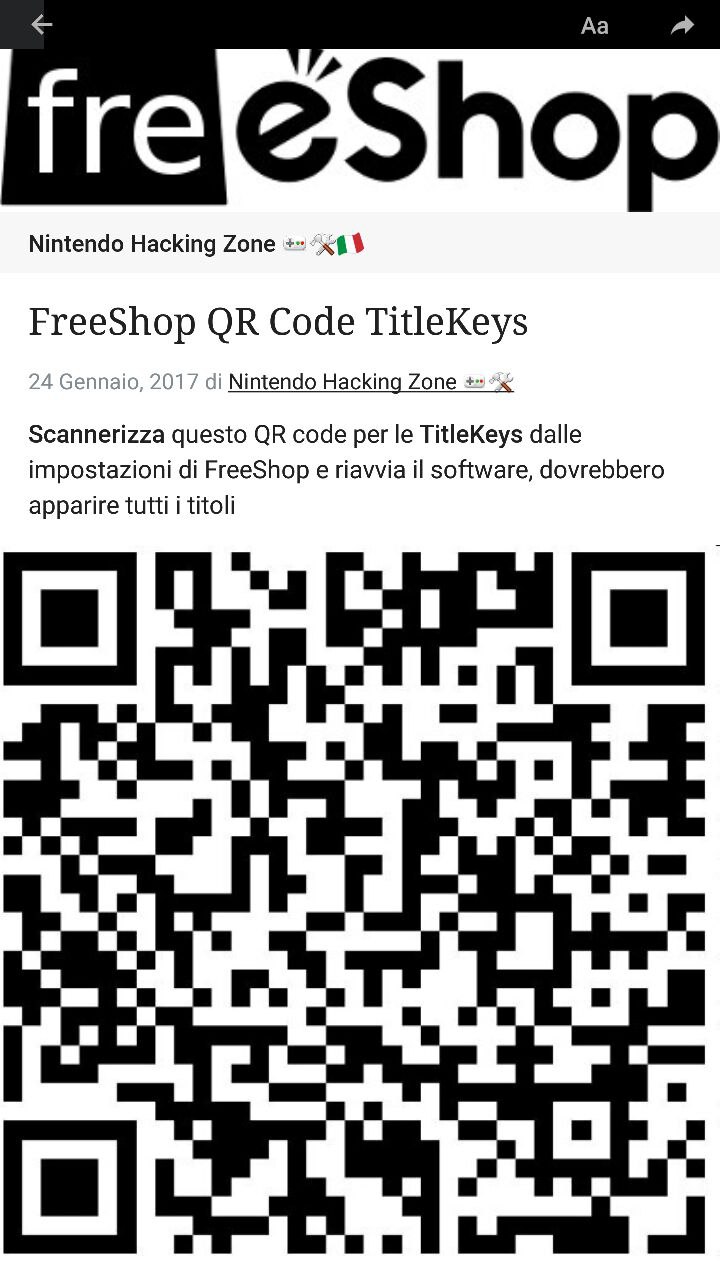 Aa
freeShop
Nintendo Hacking Zone 🎮🛠🇮🇹
FreeShop QR Code TitleKeys
24 Gennaio, 2017 di Nintendo Hacking Zone 🎮🛠
Scannerizza questo QR code per le TitleKeys dalle
impostazioni di FreeShop e riavvia il software, dovrebbero
apparire tutti i titoli